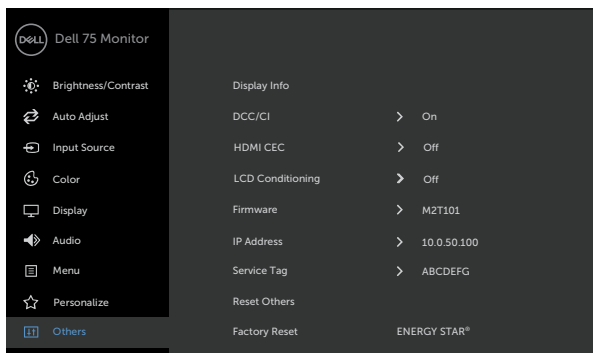 DELL Dell 75 Monitor
Brightness/Contrast
Auto Adjust
Input Source
Color
Display
Audio
Menu
Personalize
Others
Display Info
DCC/CI > On
HDMI CEC > Off
LCD Conditioning > Off
Firmware > M2T101
IP Address > 10.0.50.100
Service Tag > ABCDEFG
Reset Others
Factory Reset ENERGY STAR®